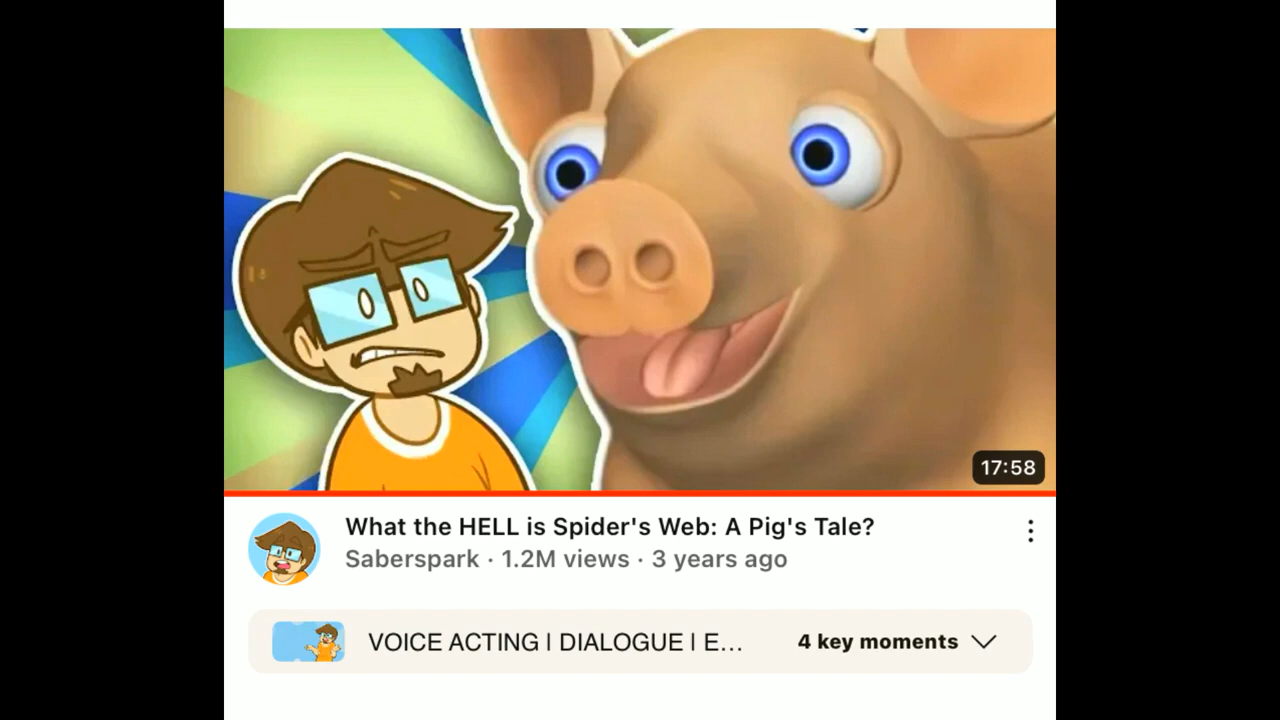 17:58
What the HELL is Spider's Web: A Pig's Tale?
Saberspark · 1.2M views · 3 years ago
VOICE ACTING | DIALOGUE | E... 4 key moments